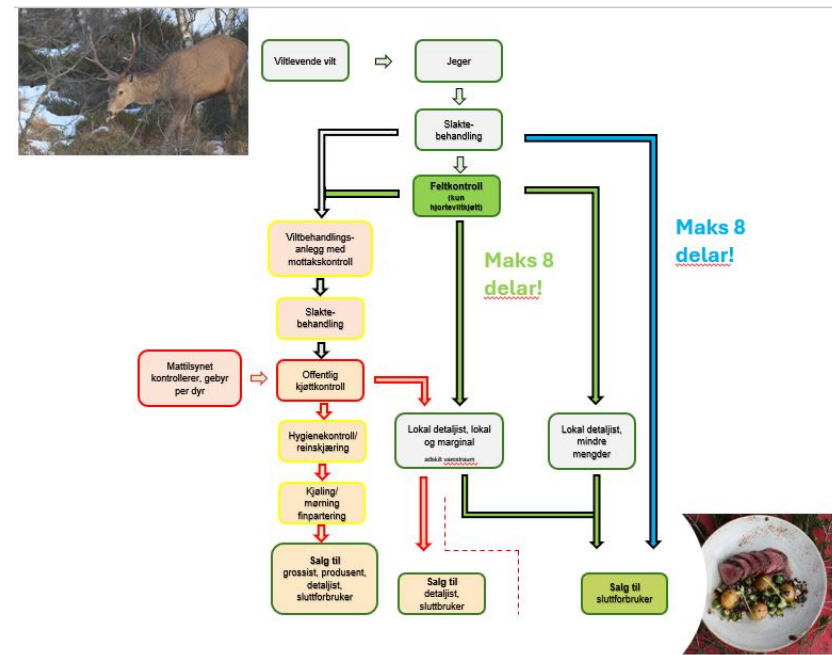 Viltlevende vilt
Jeger
Slakte-
behandling
Feltkontroll
(kun
hjorteviltkjøtt)
Maks 8
delar!
Maks 8
delar!
Viltbehandlings-
anlegg med
mottakskontroll
Slakte-
behandling
Mattilsynet
kontrollerer, gebyr
per dyr
Offentlig
kjøttkontroll
Hygienekontroll/
reinskjæring
Lokal detaljist, lokal
og marginal
adskilt varestraum
Lokal detaljist,
mindre
mengder
Kjøling/
mørning
finpartering
Salg til
grossist, produsent,
detaljist,
sluttforbruker
Salg til
detaljist,
sluttbruker
Salg til
sluttforbruker